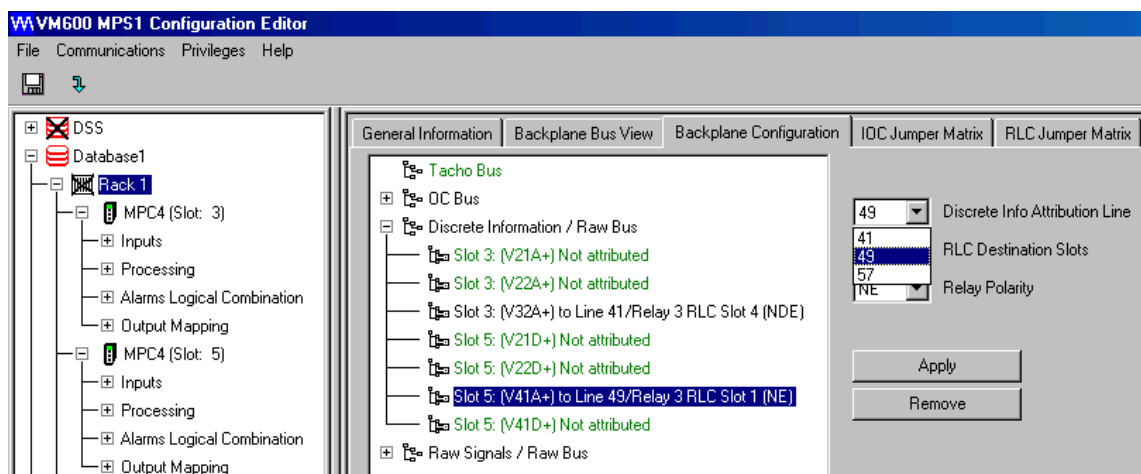 VM600 MPS1 Configuration Editor
File Communications Privileges Help
DSS
Database1
Rack 1
MPC4 (Slot: 3)
Inputs
Processing
Alarms Logical Combination
Output Mapping
MPC4 (Slot: 5)
Inputs
Processing
Alarms Logical Combination
Output Mapping
General Information Backplane Bus View Backplane Configuration IOC Jumper Matrix RLC Jumper Matrix
Tacho Bus
OC Bus
Discrete Information / Raw Bus
Slot 3: (V21A+) Not attributed
Slot 3: (V22A+) Not attributed
Slot 3: (V32A+) to Line 41/Relay 3 RLC Slot 4 (NDE)
Slot 5: (V21D+) Not attributed
Slot 5: (V22D+) Not attributed
Slot 5: (V41A+) to Line 49/Relay 3 RLC Slot 1 (NE)
Slot 5: (V41D+) Not attributed
Raw Signals / Raw Bus
49 Discrete Info Attribution Line
41
49
57
RLC Destination Slots
NE Relay Polarity
Apply
Remove